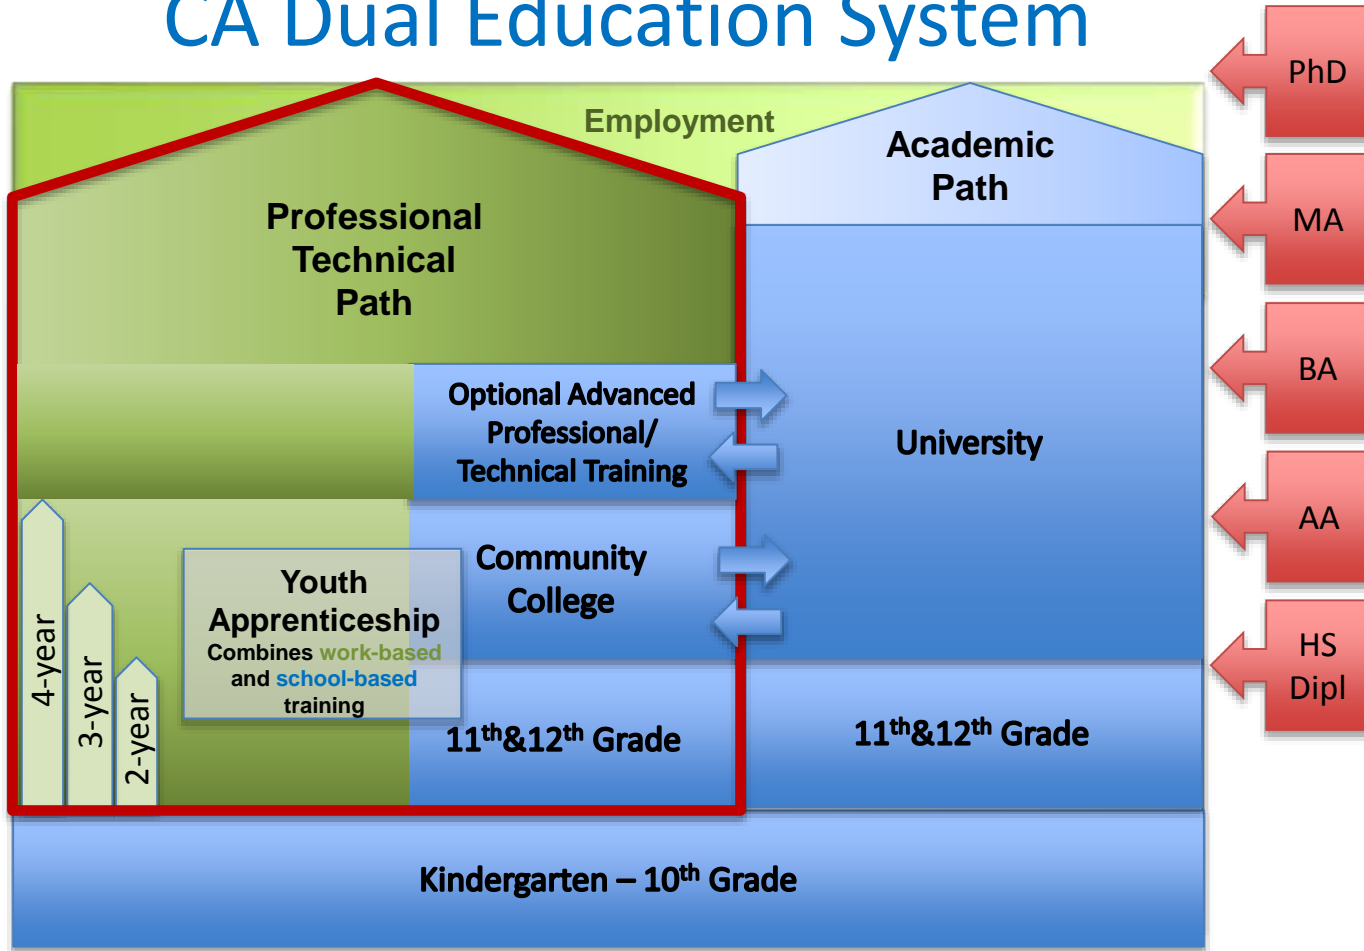 CA Dual Education System
PhD
Employment
Academic
Path
MA
Professional
Technical
Path
BA
Optional Advanced
Professional/
Technical Training
University
AA
Community
College
Youth
Apprenticeship
Combines work-based
and school-based
training
4-year
3-year
2-year
HS
Dipl
11th&12th Grade
11th&12th Grade
Kindergarten – 10th Grade